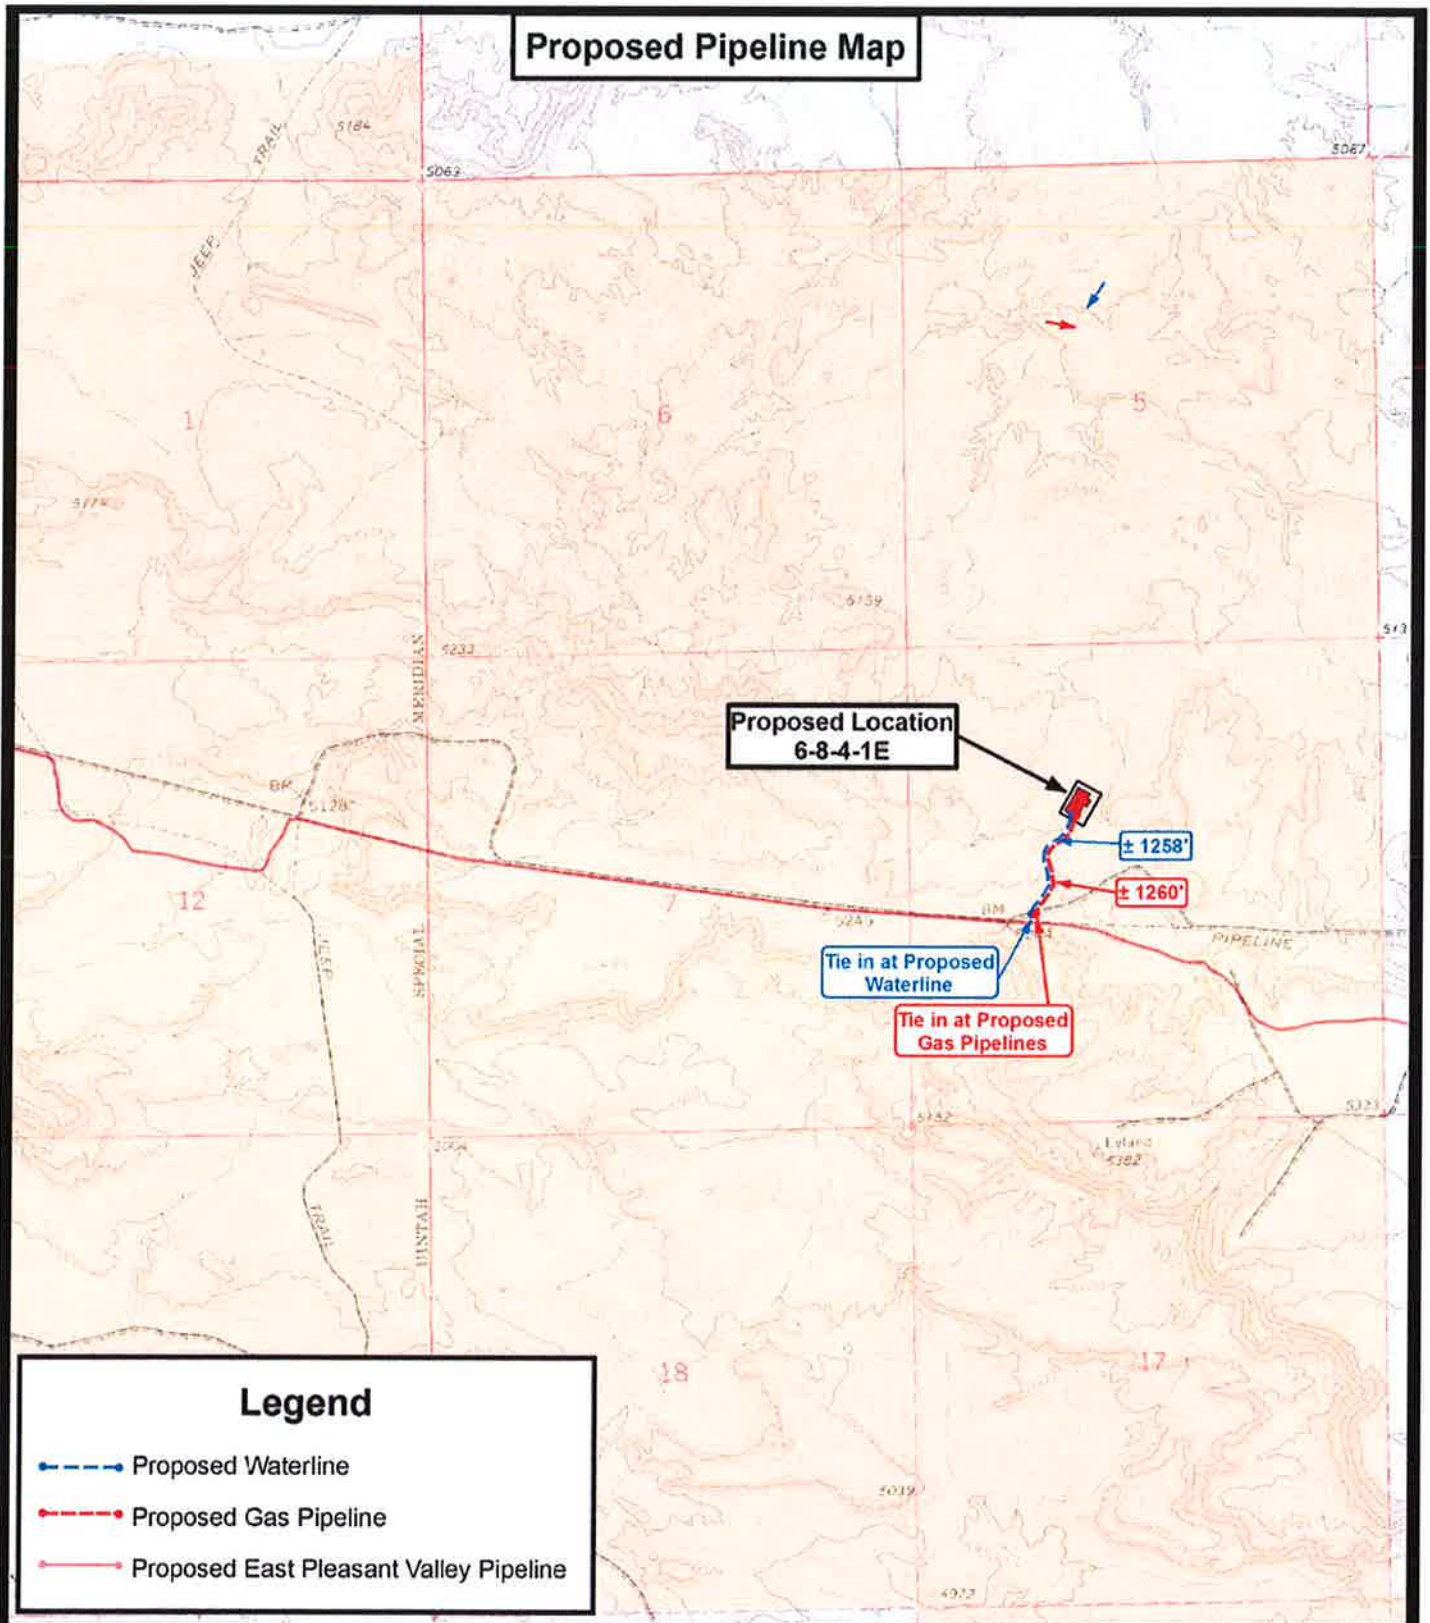 Proposed Pipeline Map
5184
TRAIL
5063
5067
JEEP
1
6
5
5159
5233
MERIDIAN
Proposed Location
6-8-4-1E
BM
5128
± 1258'
± 1260'
12
7
BM
PIPELINE
JEEP
SPECIAL
Tie in at Proposed
Waterline
Tie in at Proposed
Gas Pipelines
5323
5152
5382
TRAIL
UINTAH
18
17
5039
Legend
Proposed Waterline
Proposed Gas Pipeline
Proposed East Pleasant Valley Pipeline